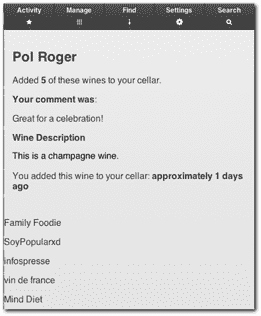 Activity Manage Find Settings Search
Pol Roger
Added 5 of these wines to your cellar.
Your comment was:
Great for a celebration!
Wine Description
This is a champagne wine.
You added this wine to your cellar: approximately 1 days
ago
Family Foodie
SoyPopularxd
infospresse
vin de france
Mind Diet